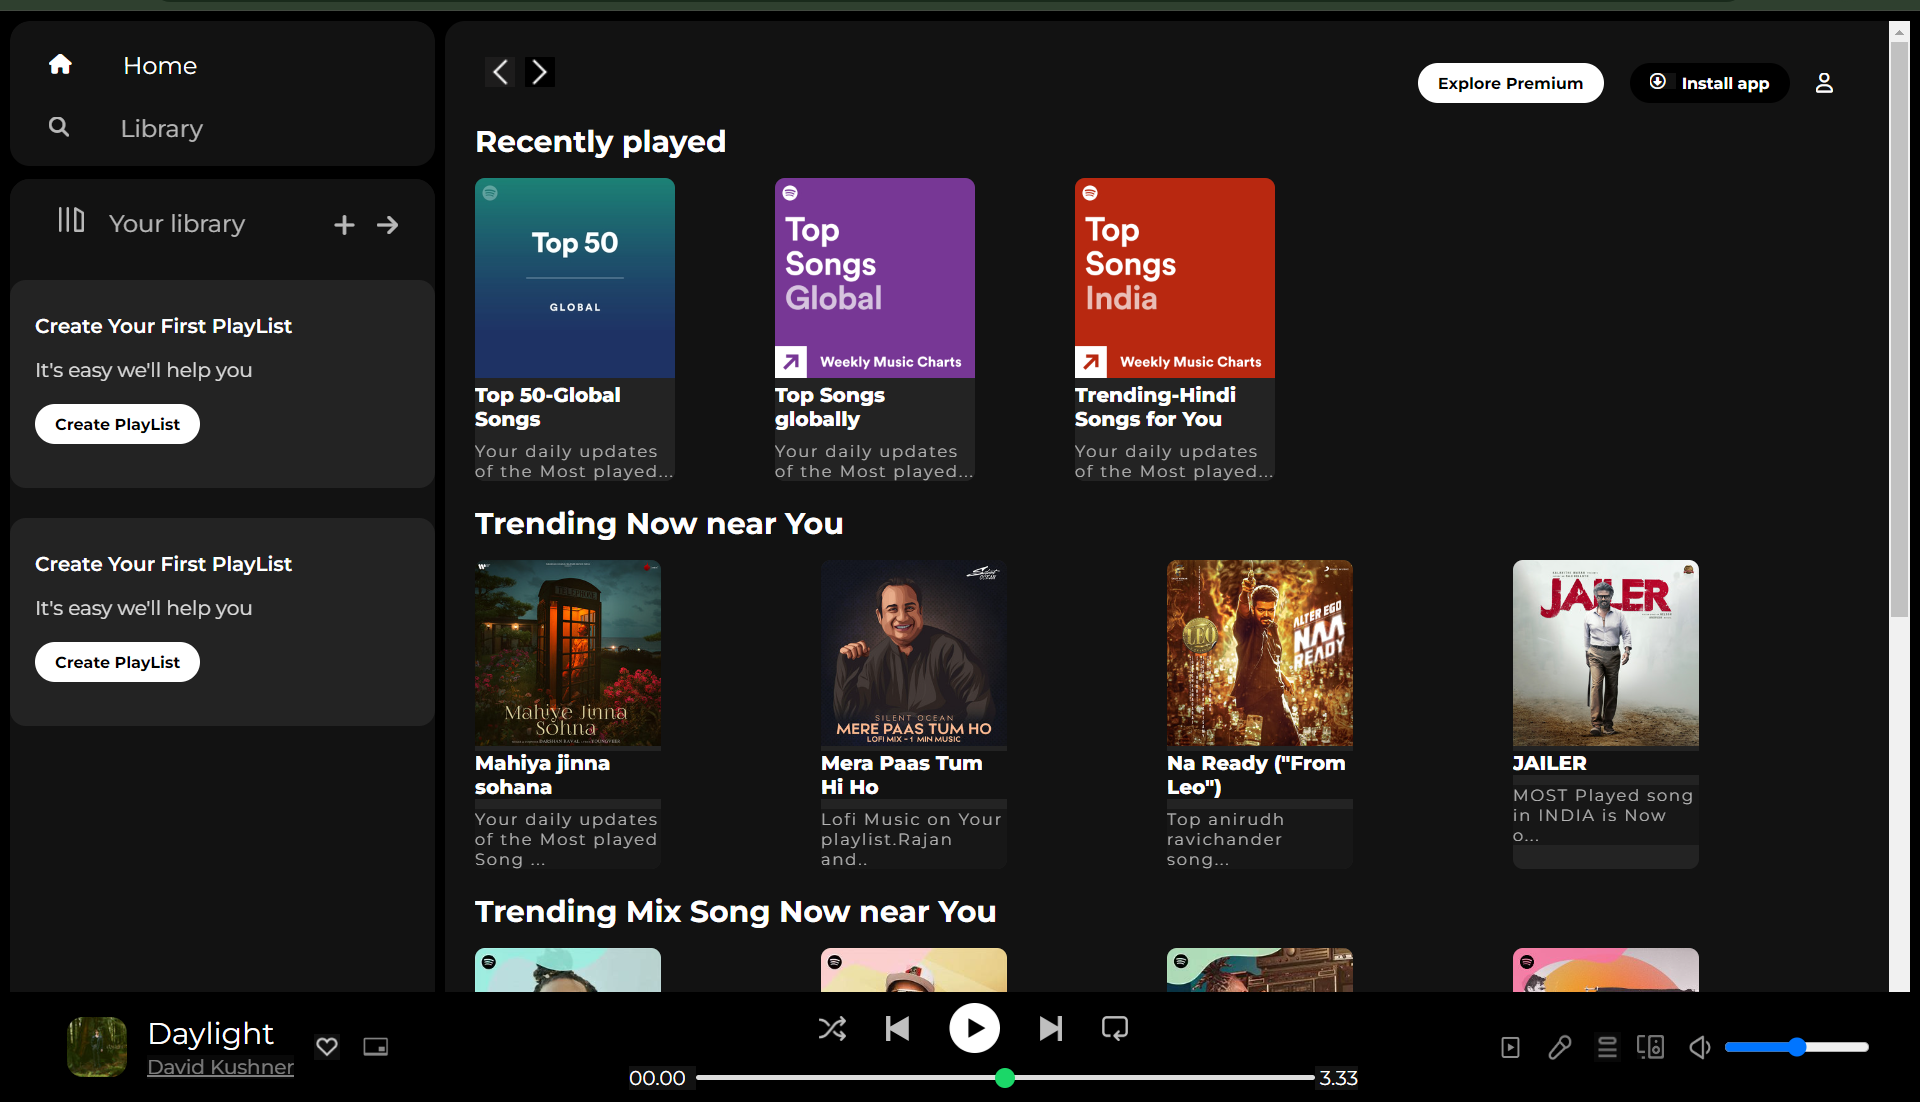 Home
Library
Your library
Create Your First PlayList
It's easy we'll help you
Create PlayList
Create Your First PlayList
It's easy we'll help you
Create PlayList
Explore Premium
Install app
Recently played
Top 50
GLOBAL
Top 50-Global
Songs
Your daily updates
of the Most played...
Top
Songs
Global
Weekly Music Charts
Top Songs
globally
Your daily updates
of the Most played...
Top
Songs
India
Weekly Music Charts
Trending-Hindi
Songs for You
Your daily updates
of the Most played...
Trending Now near You
Mahiye Jinna
Sohna
Mahiya jinna
sohana
Your daily updates
of the Most played
Song ...
Silent
OCEAN
SILENT OCEAN
MERE PAAS TUM HO
LOFI MIX ~ 1 MIN MUSIC
Mera Paas Tum
Hi Ho
Lofi Music on Your
playlist.Rajan
and..
LEO
ALTER EGO
NAA
READY
Na Ready ("From
Leo")
Top anirudh
ravichander
song...
JAILER
JAILER
MOST Played song
in INDIA is Now
o...
Trending Mix Song Now near You
Daylight
David Kushner
00.00
3.33